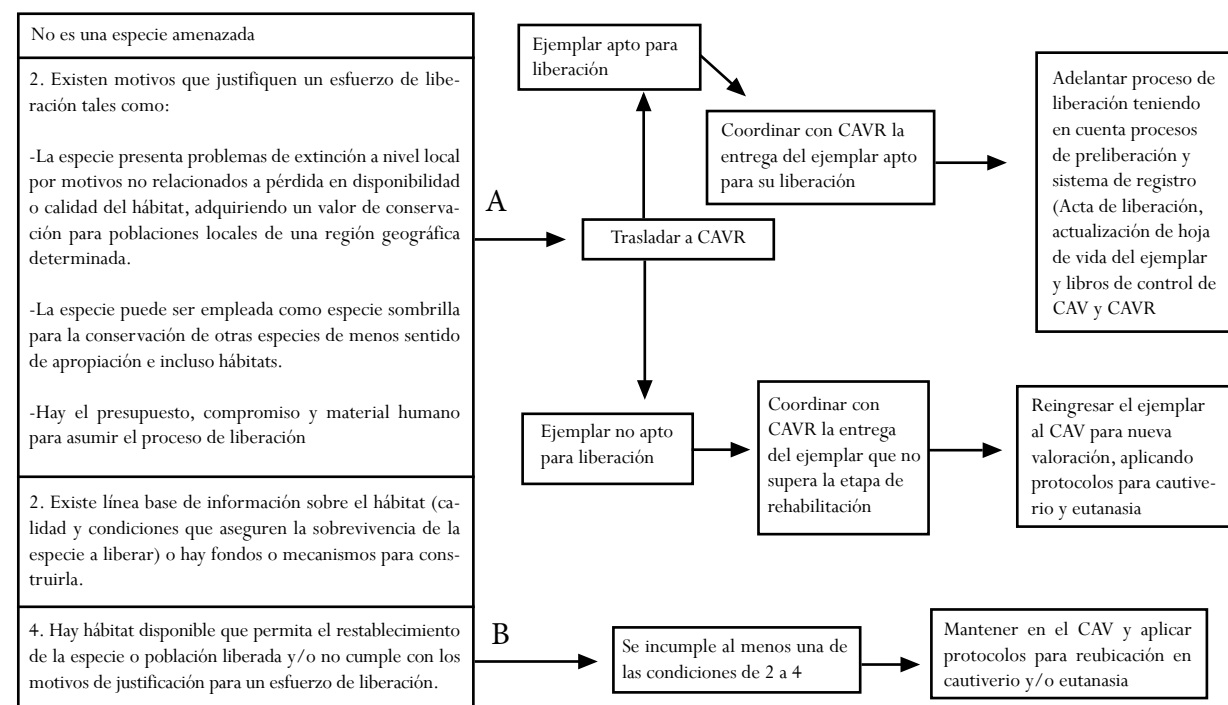 No es una especie amenazada
2. Existen motivos que justifiquen un esfuerzo de libe-
ración tales como:
-La especie presenta problemas de extinción a nivel local
por motivos no relacionados a pérdida en disponibilidad
o calidad del hábitat, adquiriendo un valor de conserva-
ción para poblaciones locales de una región geográfica
determinada.
-La especie puede ser empleada como especie sombrilla
para la conservación de otras especies de menos sentido
de apropiación e incluso hábitats.
-Hay el presupuesto, compromiso y material humano
para asumir el proceso de liberación
2. Existe línea base de información sobre el hábitat (ca-
lidad y condiciones que aseguren la sobrevivencia de la
especie a liberar) o hay fondos o mecanismos para cons-
truirla.
4. Hay hábitat disponible que permita el restablecimiento
de la especie o población liberada y/o no cumple con los
motivos de justificación para un esfuerzo de liberación.
A
Trasladar a CAVR
Ejemplar apto para
liberación
Coordinar con CAVR la
entrega del ejemplar apto
para su liberación
Adelantar proceso de
liberación teniendo
en cuenta procesos
de preliberación y
sistema de registro
(Acta de liberación,
actualización de hoja
de vida del ejemplar
y libros de control de
CAV y CAVR
Ejemplar no apto
para liberación
Coordinar con
CAVR la entrega
del ejemplar que no
supera la etapa de
rehabilitación
Reingresar el ejemplar
al CAV para nueva
valoración, aplicando
protocolos para cautive-
rio y eutanasia
B
Se incumple al menos una de
las condiciones de 2 a 4
Mantener en el CAV y aplicar
protocolos para reubicación en
cautiverio y/o eutanasia